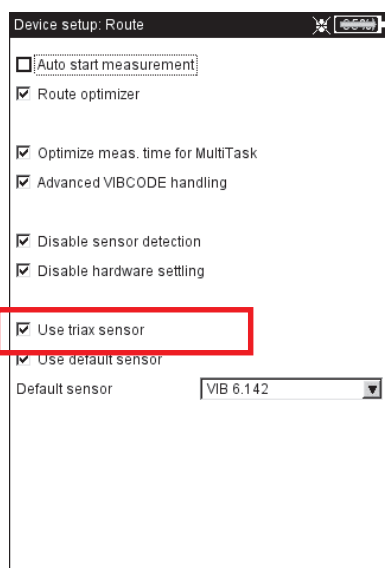 Device setup: Route
Auto start measurement
Route optimizer
Optimize meas. time for MultiTask
Advanced VIBCODE handling
Disable sensor detection
Disable hardware settling
Use triax sensor
Use default sensor
Default sensor VIB 6.142